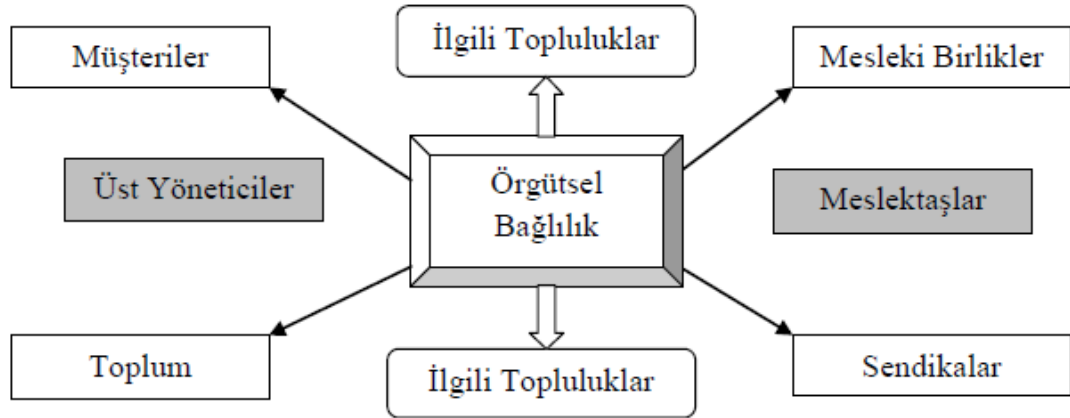 Müşteriler
İlgili Topluluklar
Mesleki Birlikler
Üst Yöneticiler
Örgütsel
Bağlılık
Meslektaşlar
Toplum
İlgili Topluluklar
Sendikalar